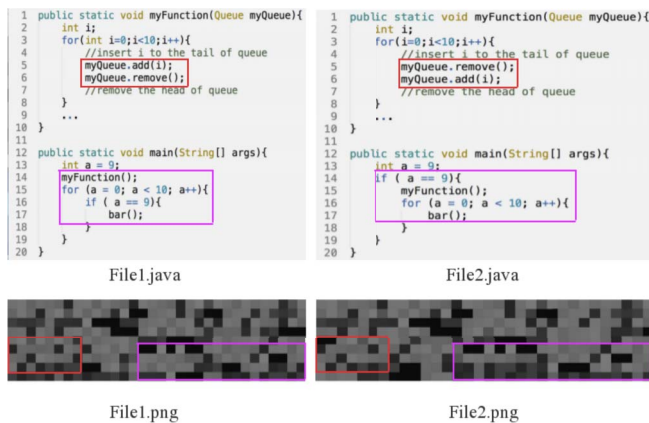 1 public static void myFunction(Queue myQueue){
2 int i;
3 for(int i=0;i<10;i++){
4 //insert i to the tail of queue
5 myQueue.add(i);
6 myQueue.remove();
7 //remove the head of queue
8 }
9 ...
10 }
11
12 public static void main(String[] args){
13 int a = 9;
14 myFunction();
15 for (a = 0; a < 10; a++){
16 if ( a == 9){
17 bar();
18 }
19 }
20 }
File1.java
1 public static void myFunction(Queue myQueue){
2 int i;
3 for(i=0;i<10;i++){
4 //insert i to the tail of queue
5 myQueue.remove();
6 myQueue.add(i);
7 //remove the head of queue
8 }
9 ...
10 }
11
12 public static void main(String[] args){
13 int a = 9;
14 if ( a == 9){
15 myFunction();
16 for (a = 0; a < 10; a++){
17 bar();
18 }
19 }
20 }
File2.java
File1.png
File2.png